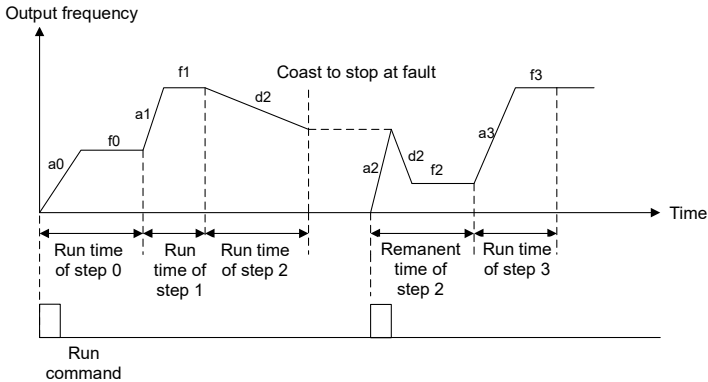 Output frequency
f1
Coast to stop at fault
f3
d2
a1
f0
a3
a0
a2
d2
f2
Time
Run time
of step 0
Run
time of
step 1
Run time
of step 2
Remanent
time of
step 2
Run time
of step 3
Run
command